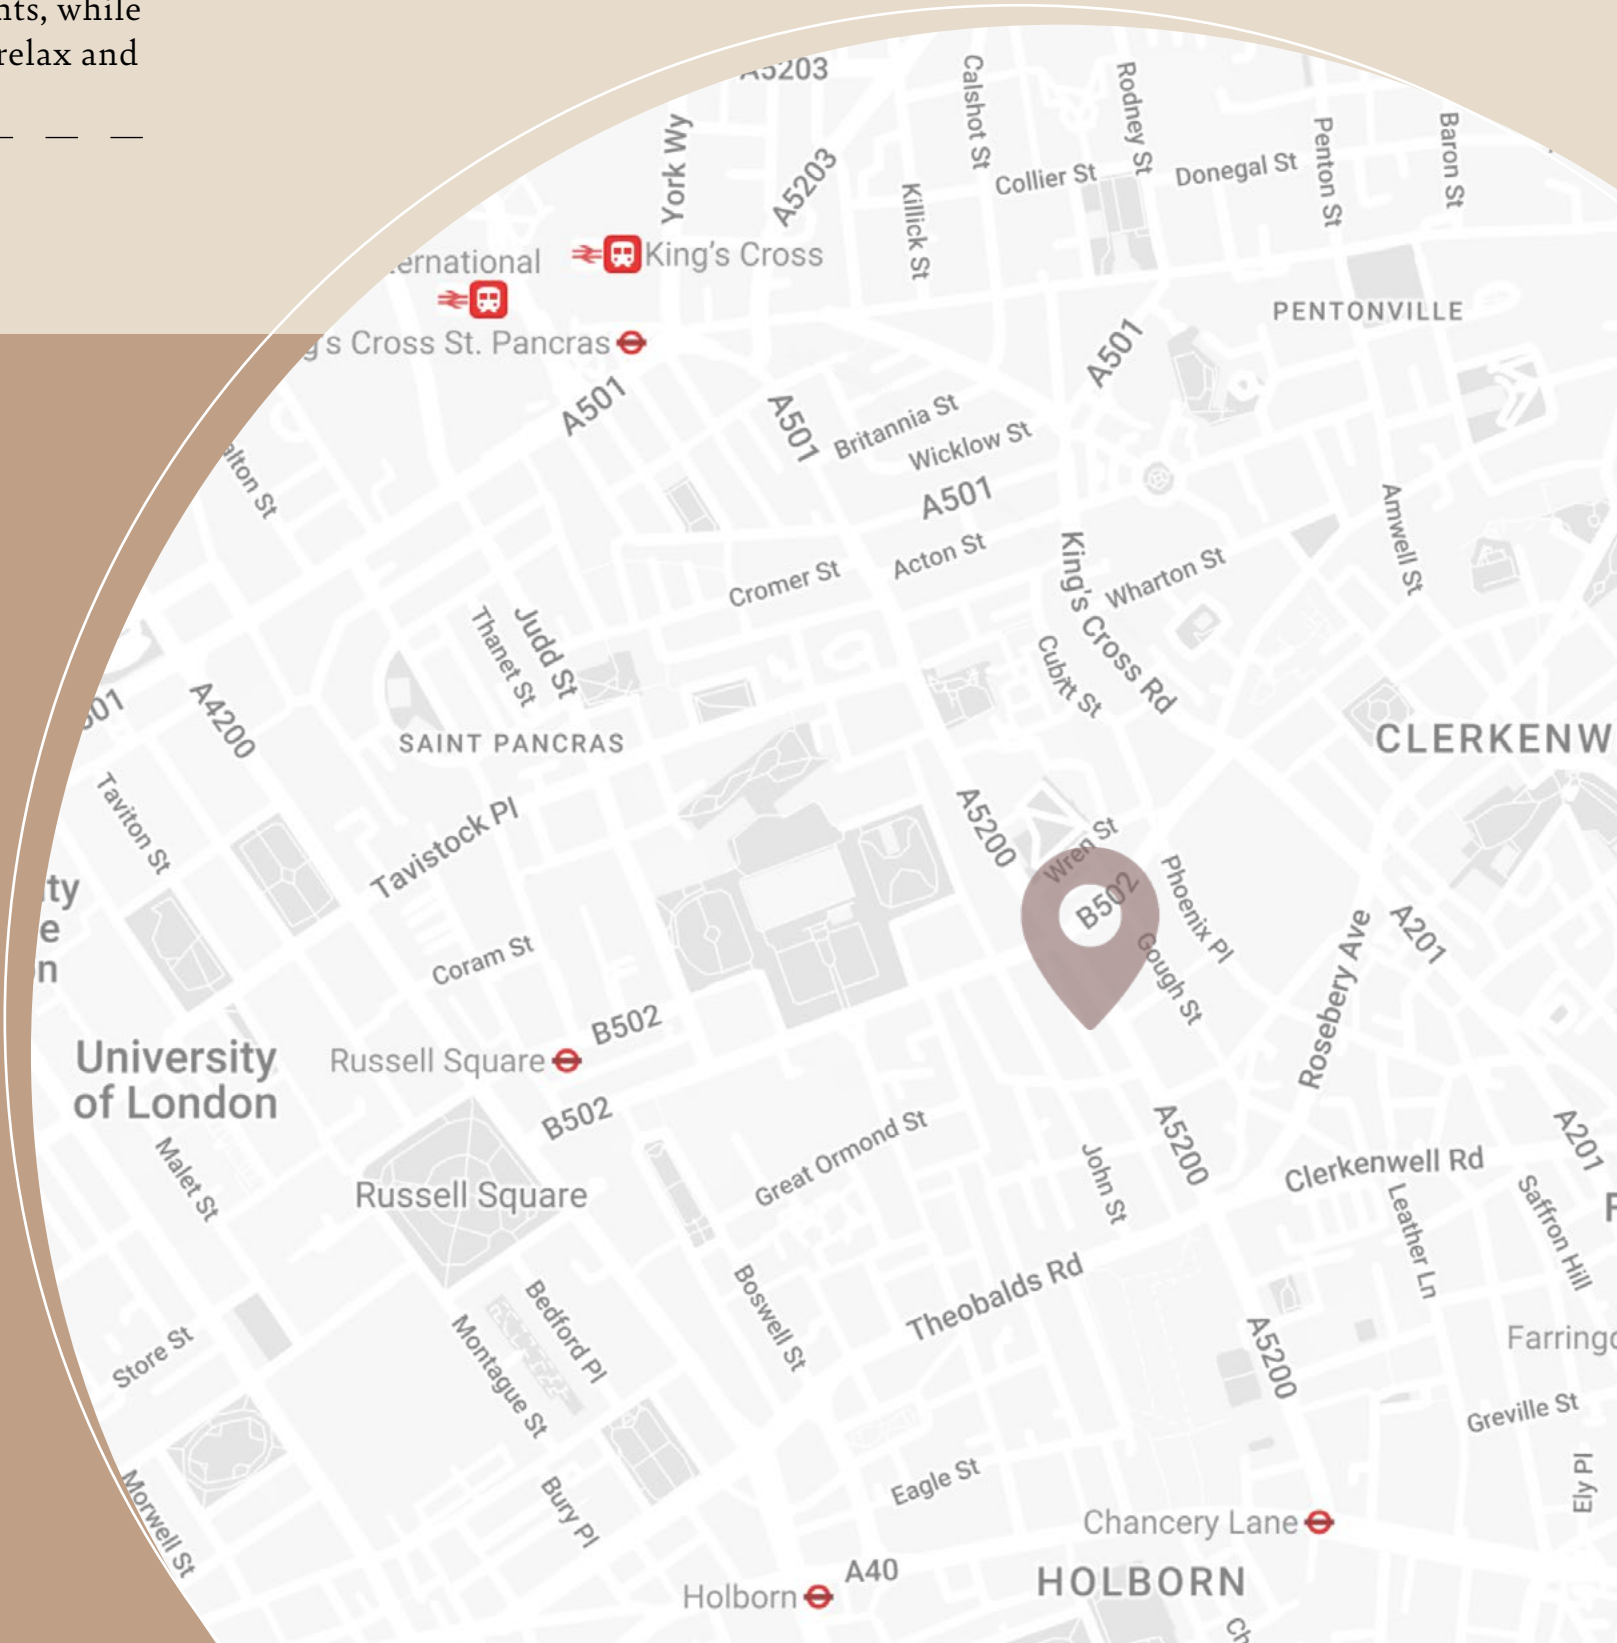 while
relax and
A5203
York Wy
A5203
Calshot St
Rodney St
Killick St
Collier St
Donegal St
Penton St
Baron St
King's Cross
Cross St. Pancras
PENTONVILLE
A501
A501
A501
Britannia St
Wicklow St
A501
Acton St
Cromer St
King's Cross Rd
Wharton St
Amwell St
Judd St
Thanet St
Cubitt St
A4200
SAINT PANCRAS
Taviton St
Tavistock Pl
A5200
Wren St
B502
Phoenix Pl
Gough St
Rosebery Ave
A201
Coram St
B502
Russell Square
University
of London
B502
Russell Square
Malet St
Great Ormond St
John St
A5200
Clerkenwell Rd
A201
Leather Ln
Saffron Hill
Store St
Montague St
Bedford Pl
Boswell St
Theobalds Rd
A5200
Greville St
Ely Pl
Morwell St
Bury Pl
Eagle St
Chancery Lane
A40
Holborn
HOLBORN